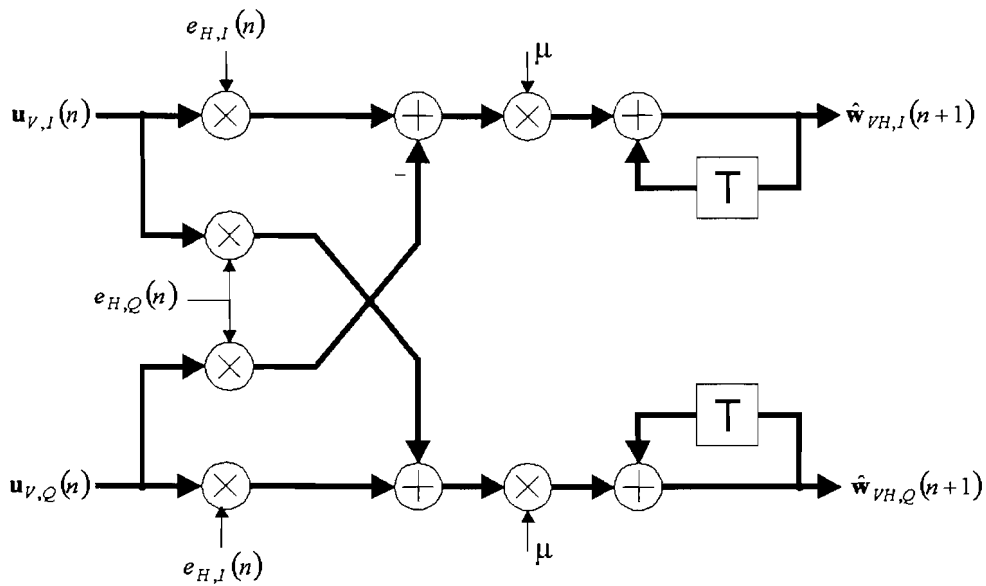 e_{H,I}(n)
μ
u_{V,I}(n)
ŵ_{VH,I}(n+1)
-
T
e_{H,Q}(n)
T
u_{V,Q}(n)
ŵ_{VH,Q}(n+1)
e_{H,I}(n)
μ